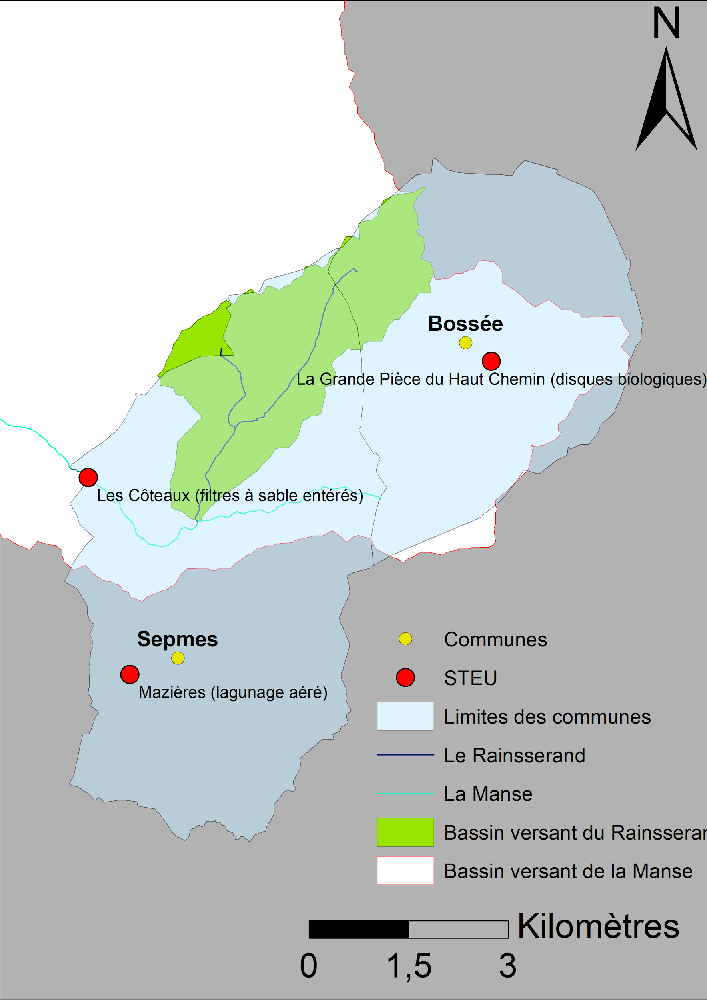 N
Bossée
La Grande Pièce du Haut Chemin (disques biologiques)
Les Côteaux (filtres à sable entérés)
Sepmes
Mazières (lagunage aéré)
Communes
STEU
Limites des communes
Le Rainsserand
La Manse
Bassin versant du Rainsseran
Bassin versant de la Manse
Kilomètres
0 1,5 3